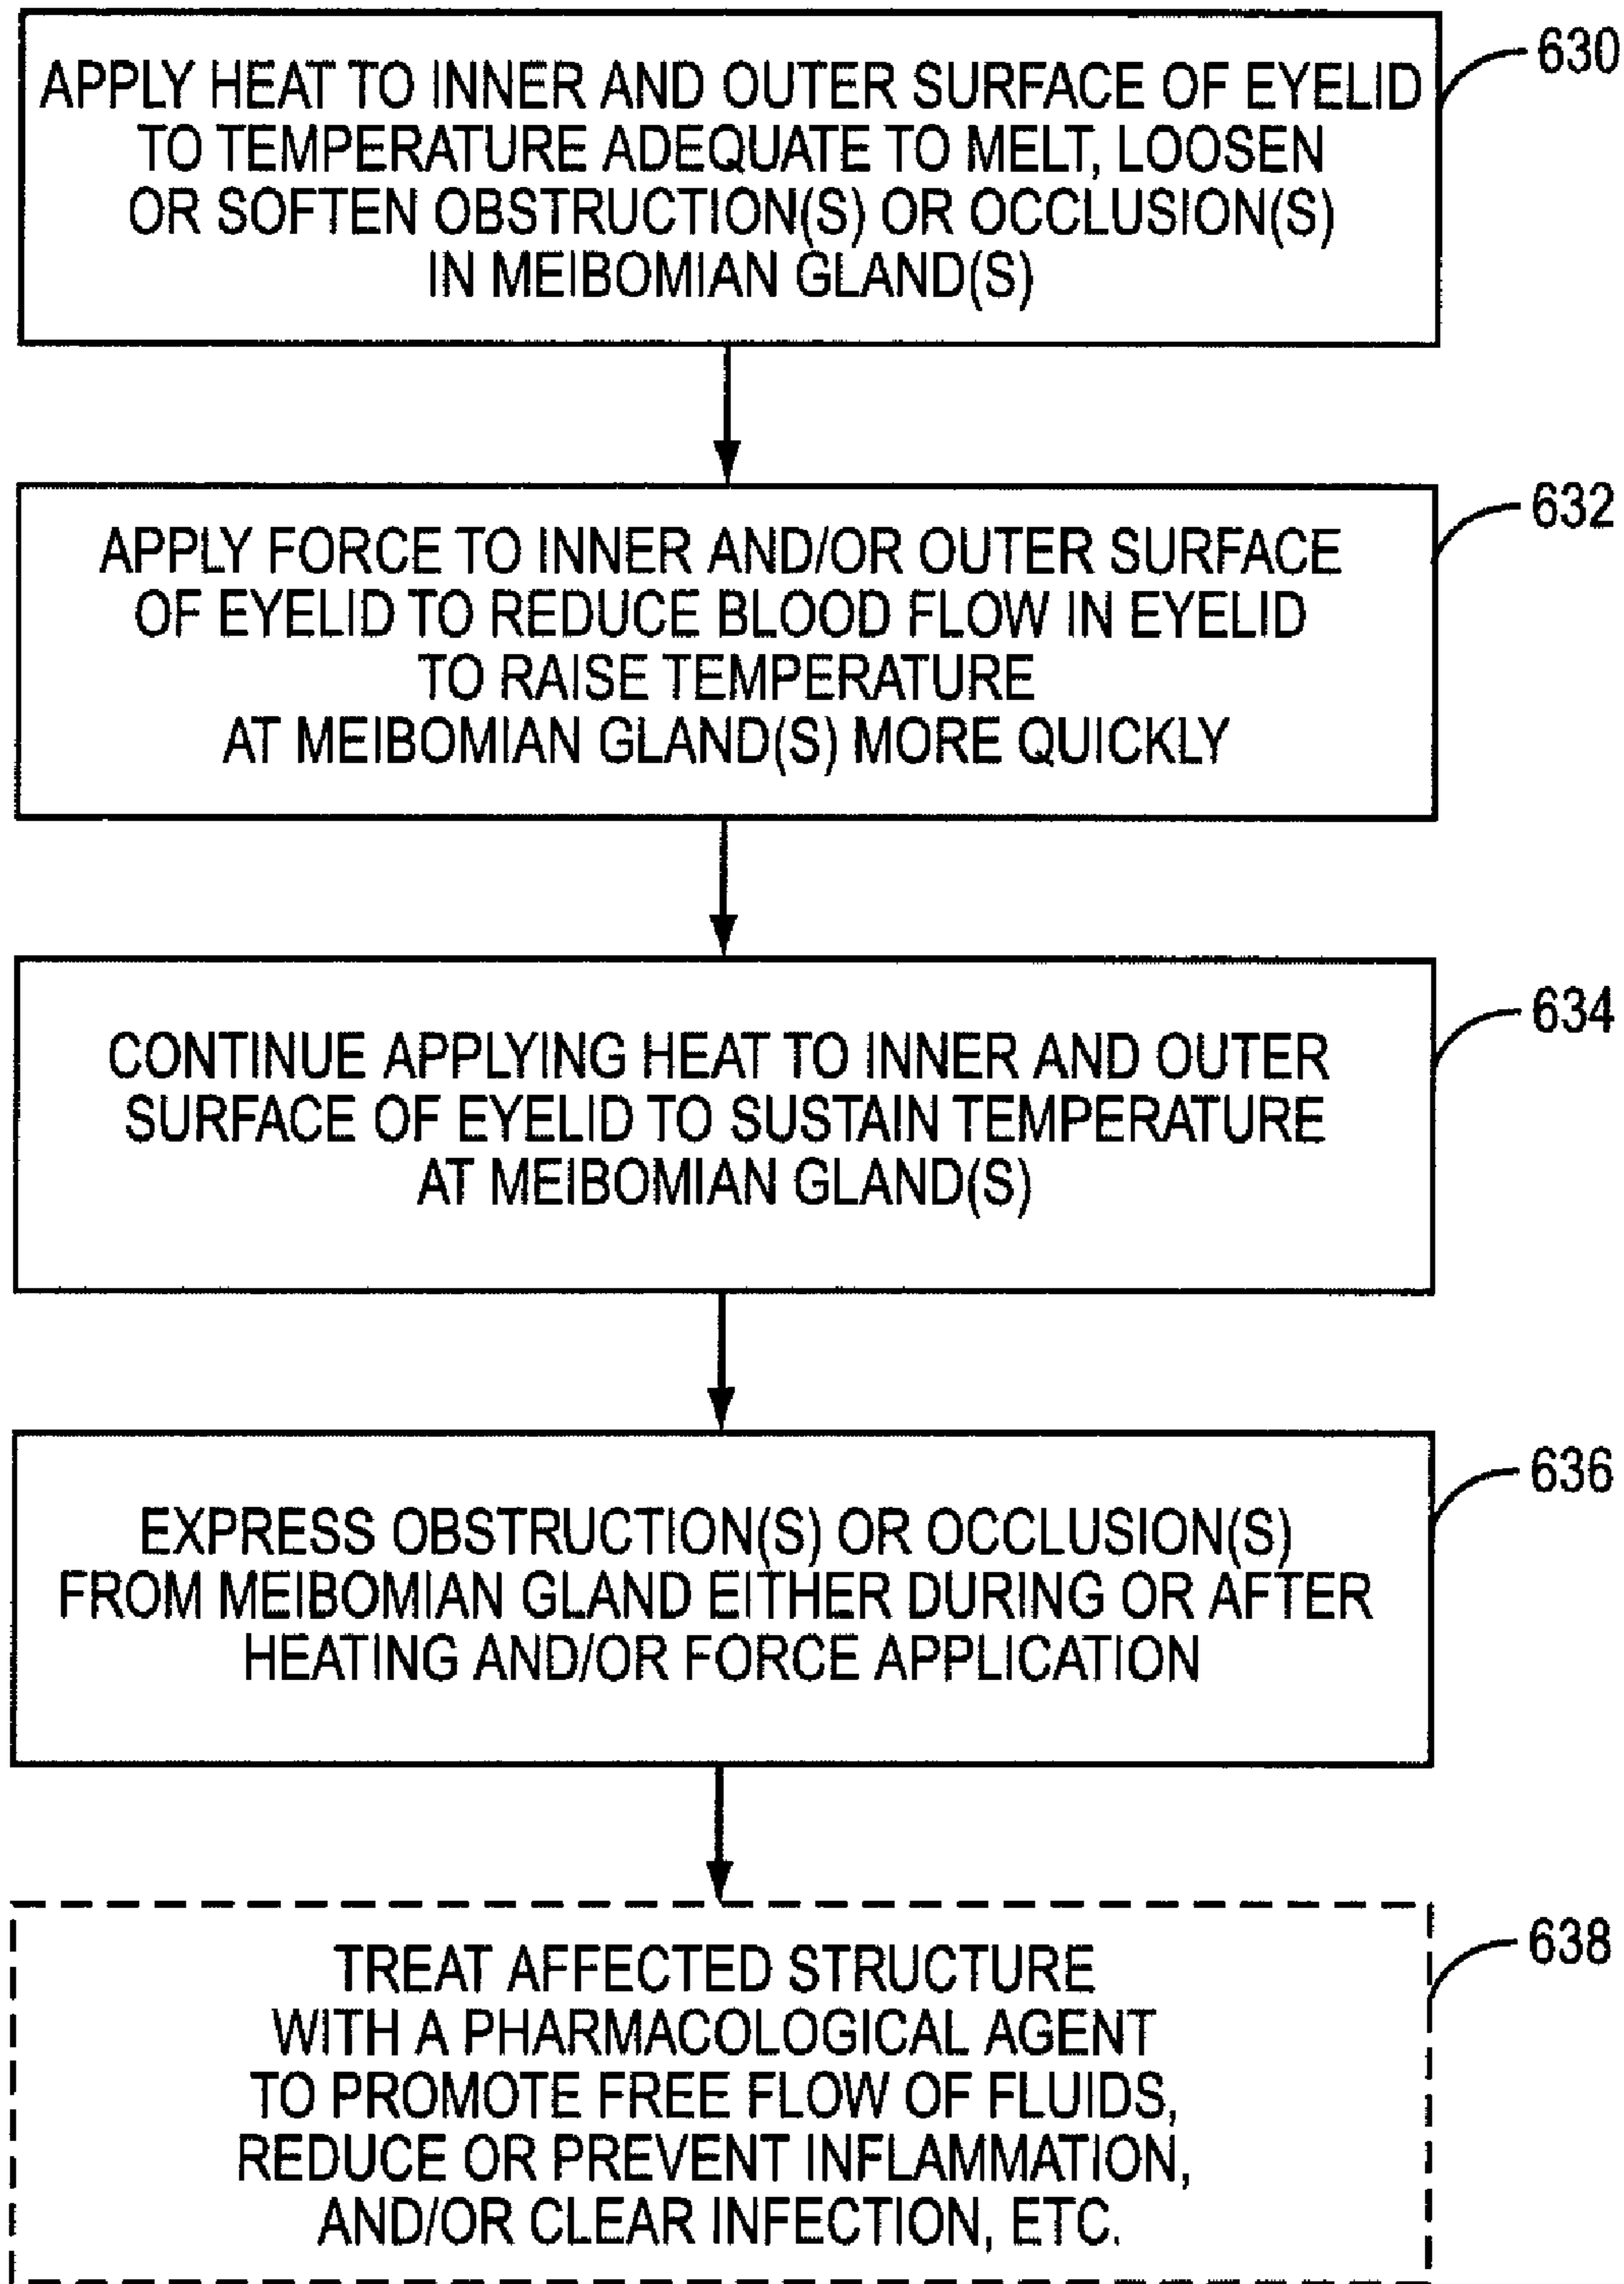 630
APPLY HEAT TO INNER AND OUTER SURFACE OF EYELID
TO TEMPERATURE ADEQUATE TO MELT, LOOSEN
OR SOFTEN OBSTRUCTION(S) OR OCCLUSION(S)
IN MEIBOMIAN GLAND(S)
632
APPLY FORCE TO INNER AND/OR OUTER SURFACE
OF EYELID TO REDUCE BLOOD FLOW IN EYELID
TO RAISE TEMPERATURE
AT MEIBOMIAN GLAND(S) MORE QUICKLY
634
CONTINUE APPLYING HEAT TO INNER AND OUTER
SURFACE OF EYELID TO SUSTAIN TEMPERATURE
AT MEIBOMIAN GLAND(S)
636
EXPRESS OBSTRUCTION(S) OR OCCLUSION(S)
FROM MEIBOMIAN GLAND EITHER DURING OR AFTER
HEATING AND/OR FORCE APPLICATION
638
TREAT AFFECTED STRUCTURE
WITH A PHARMACOLOGICAL AGENT
TO PROMOTE FREE FLOW OF FLUIDS,
REDUCE OR PREVENT INFLAMMATION,
AND/OR CLEAR INFECTION, ETC.